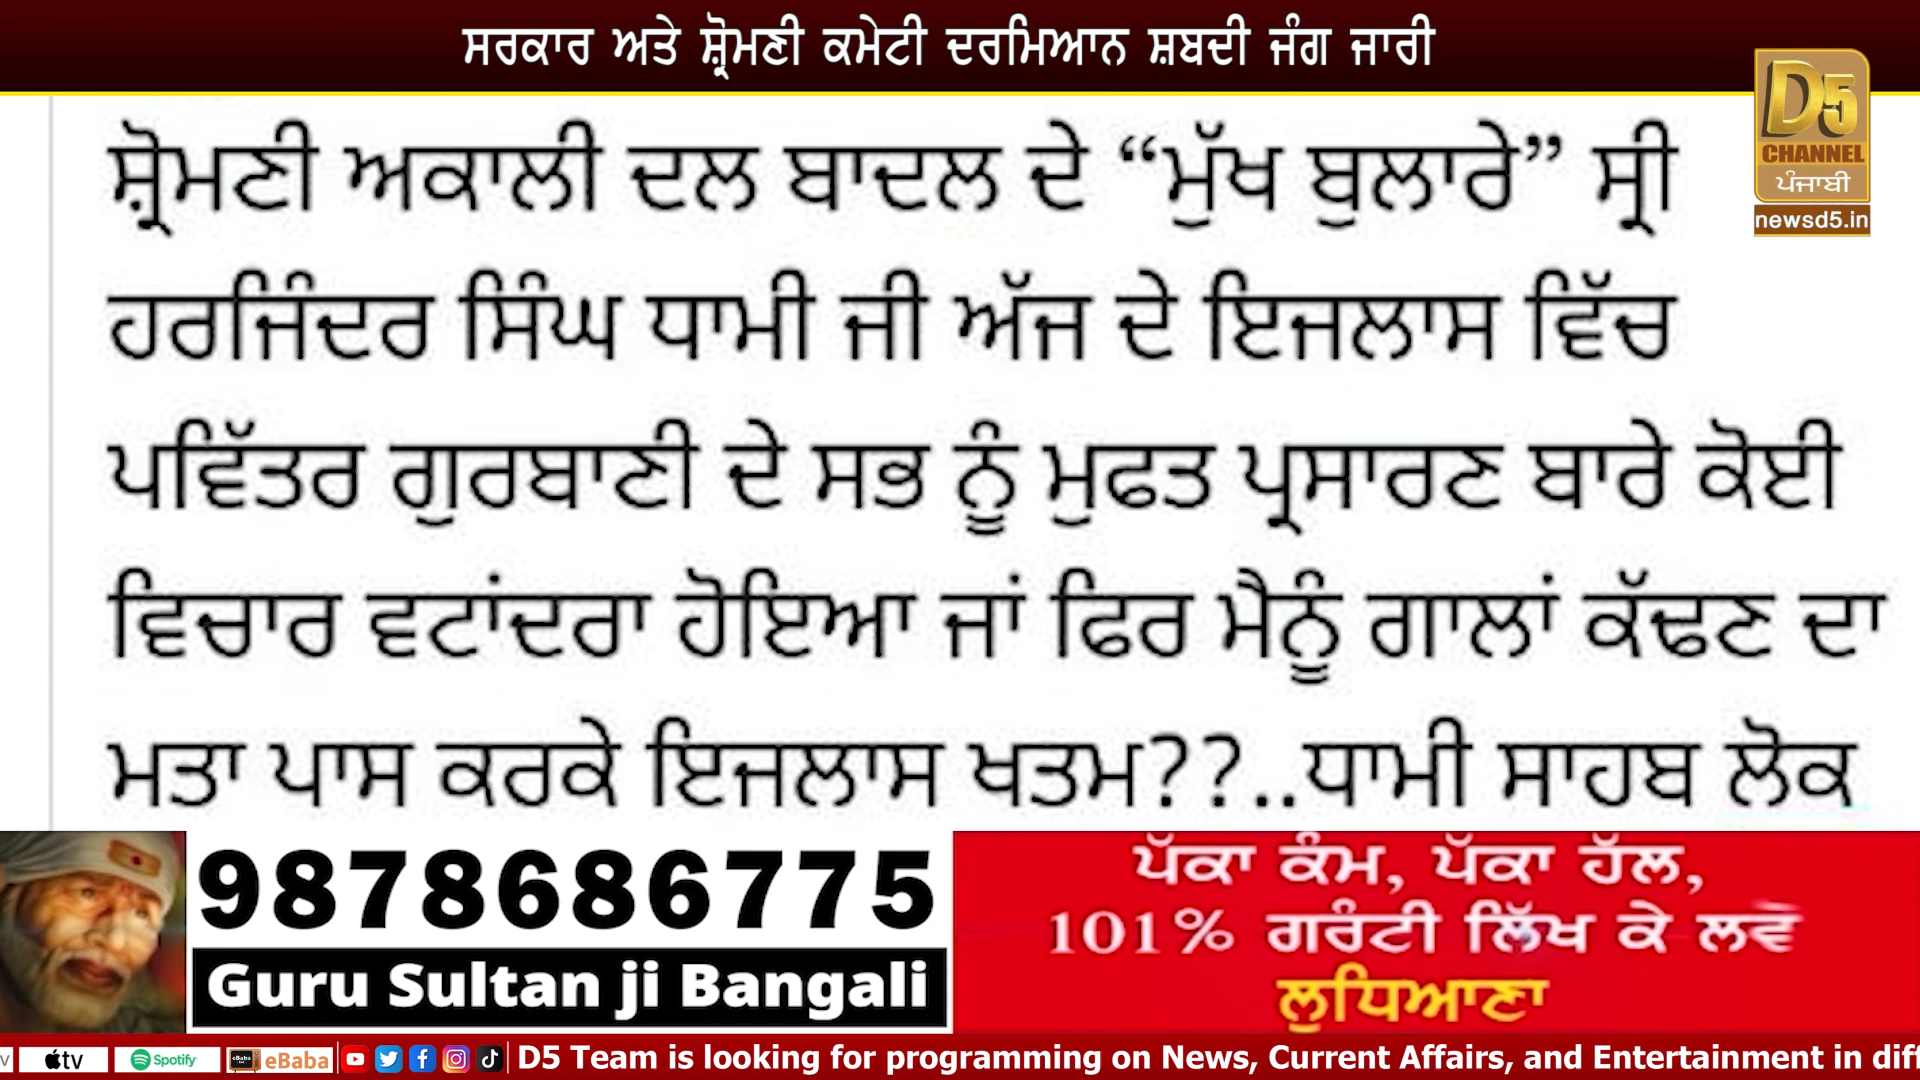 ਸਰਕਾਰ ਅਤੇ ਸ਼੍ਰੋਮਣੀ ਕਮੇਟੀ ਦਰਮਿਆਨ ਸ਼ਬਦੀ ਜੰਗ ਜਾਰੀ
D5
CHANNEL
ਪੰਜਾਬੀ
newsd5.in
ਸ਼੍ਰੋਮਣੀ ਅਕਾਲੀ ਦਲ ਬਾਦਲ ਦੇ “ਮੁੱਖ ਬੁਲਾਰੇ” ਸ੍ਰੀ
ਹਰਜਿੰਦਰ ਸਿੰਘ ਧਾਮੀ ਜੀ ਅੱਜ ਦੇ ਇਜਲਾਸ ਵਿੱਚ
ਪਵਿੱਤਰ ਗੁਰਬਾਣੀ ਦੇ ਸਭ ਨੂੰ ਮੁਫਤ ਪ੍ਰਸਾਰਣ ਬਾਰੇ ਕੋਈ
ਵਿਚਾਰ ਵਟਾਂਦਰਾ ਹੋਇਆ ਜਾਂ ਫਿਰ ਮੈਨੂੰ ਗਾਲਾਂ ਕੱਢਣ ਦਾ
ਮਤਾ ਪਾਸ ਕਰਕੇ ਇਜਲਾਸ ਖਤਮ??..ਧਾਮੀ ਸਾਹਬ ਲੋਕ
9878686775
Guru Sultan ji Bangali
ਪੱਕਾ ਕੰਮ, ਪੱਕਾ ਹੱਲ,
101% ਗਰੰਟੀ ਲਿੱਖ ਕੇ ਲਵੋ
ਲੁਧਿਆਣਾ
tv Spotify eBaba D5 Team is looking for programming on News, Current Affairs, and Entertainment in diff